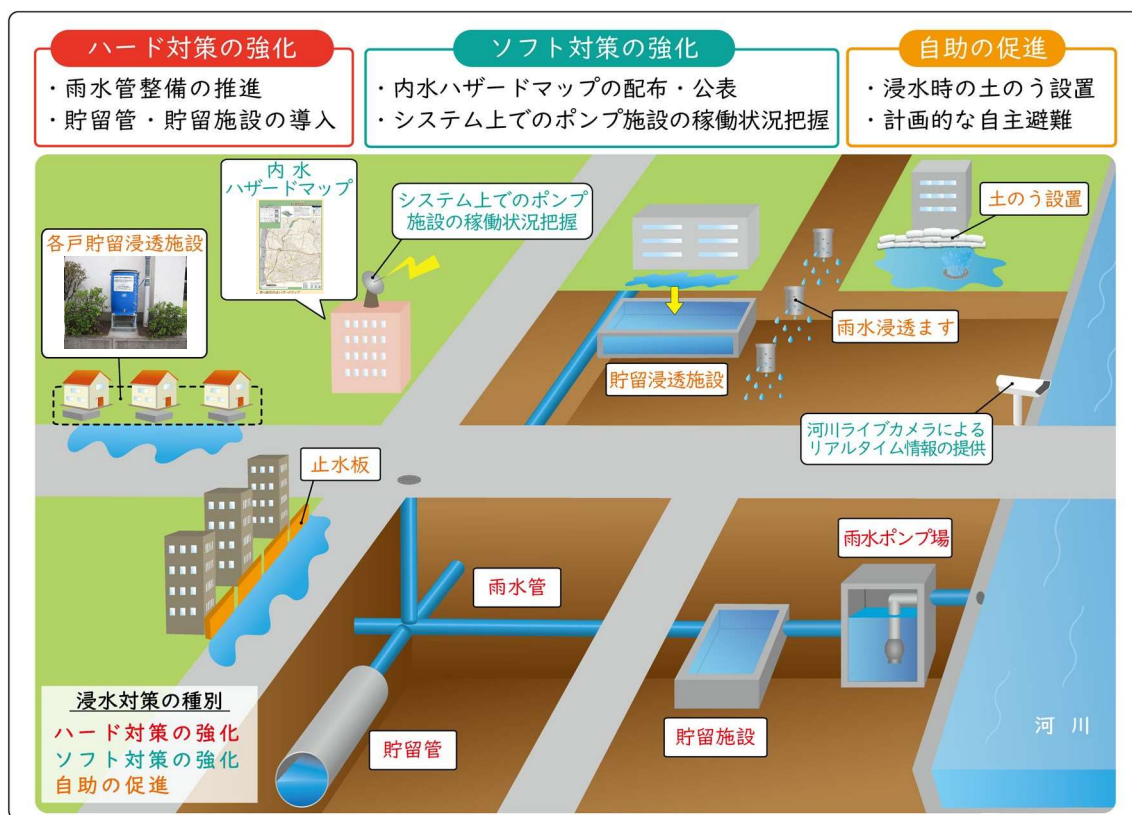 ハード対策の強化
・雨水管整備の推進
・貯留管・貯留施設の導入
ソフト対策の強化
・内水ハザードマップの配布・公表
・システム上でのポンプ施設の稼働状況把握
自助の促進
・浸水時の土のう設置
・計画的な自主避難
内水
ハザードマップ
システム上でのポンプ
施設の稼働状況把握
各戸貯留浸透施設
土のう設置
雨水浸透ます
貯留浸透施設
河川ライブカメラによる
リアルタイム情報の提供
止水板
雨水ポンプ場
雨水管
貯留管
貯留施設
河川
浸水対策の種別
ハード対策の強化
ソフト対策の強化
自助の促進